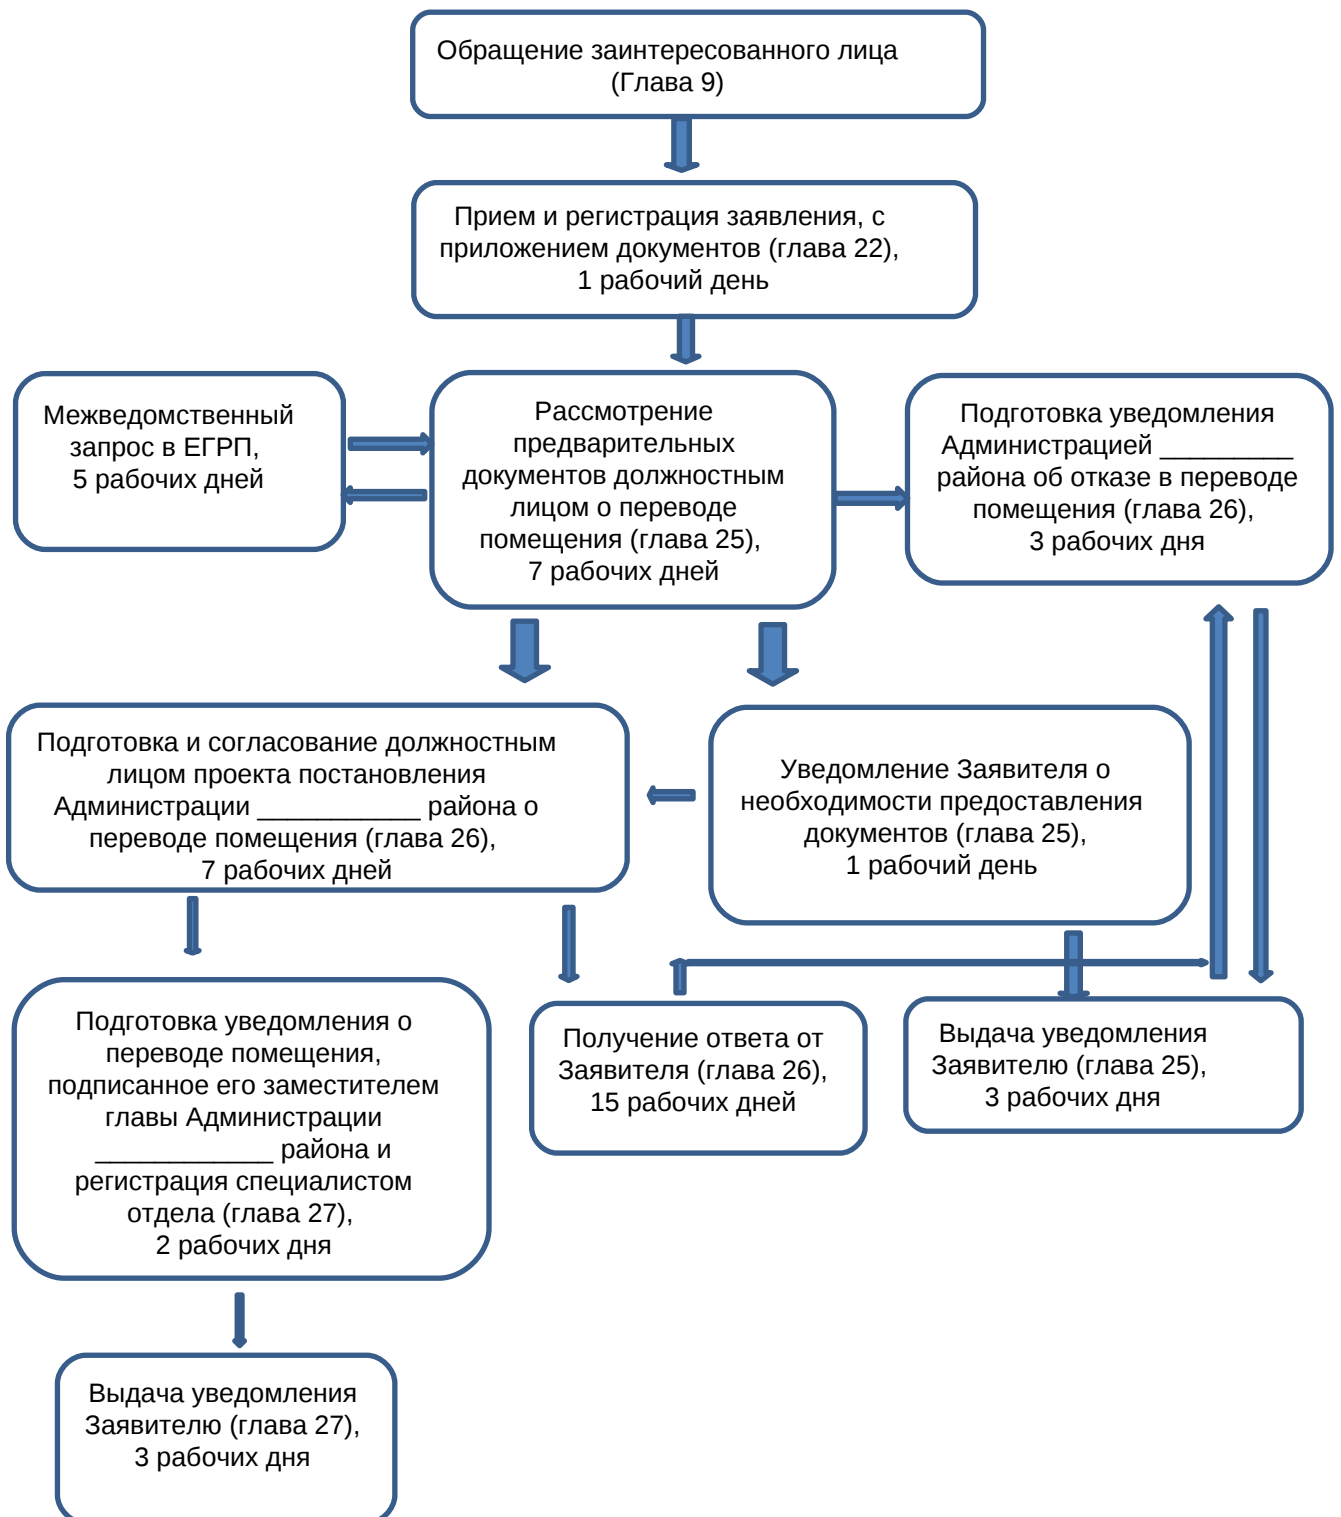 Обращение заинтересованного лица
(Глава 9)
Прием и регистрация заявления, с
приложением документов (глава 22),
1 рабочий день
Межведомственный
запрос в ЕГРП,
5 рабочих дней
Рассмотрение
предварительных
документов должностным
лицом о переводе
помещения (глава 25),
7 рабочих дней
Подготовка уведомления
Администрацией _________
района об отказе в переводе
помещения (глава 26),
3 рабочих дня
Подготовка и согласование должностным
лицом проекта постановления
Администрации ___________ района о
переводе помещения (глава 26),
7 рабочих дней
Уведомление Заявителя о
необходимости предоставления
документов (глава 25),
1 рабочий день
Подготовка уведомления о
переводе помещения,
подписанное его заместителем
главы Администрации
____________ района и
регистрация специалистом
отдела (глава 27),
2 рабочих дня
Получение ответа от
Заявителя (глава 26),
15 рабочих дней
Выдача уведомления
Заявителю (глава 25),
3 рабочих дня
Выдача уведомления
Заявителю (глава 27),
3 рабочих дня